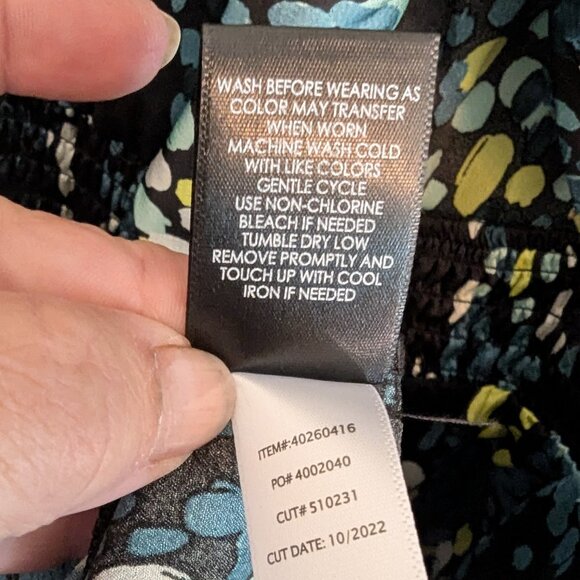 WASH BEFORE WEARING AS
COLOR MAY TRANSFER
WHEN WORN
MACHINE WASH COLD
WITH LIKE COLORS
GENTLE CYCLE
USE NON-CHLORINE
BLEACH IF NEEDED
TUMBLE DRY LOW
REMOVE PROMPTLY AND
TOUCH UP WITH COOL
IRON IF NEEDED
ITEM#:40260416
PO# 4002040
CUT# 510231
CUT DATE: 10/2022